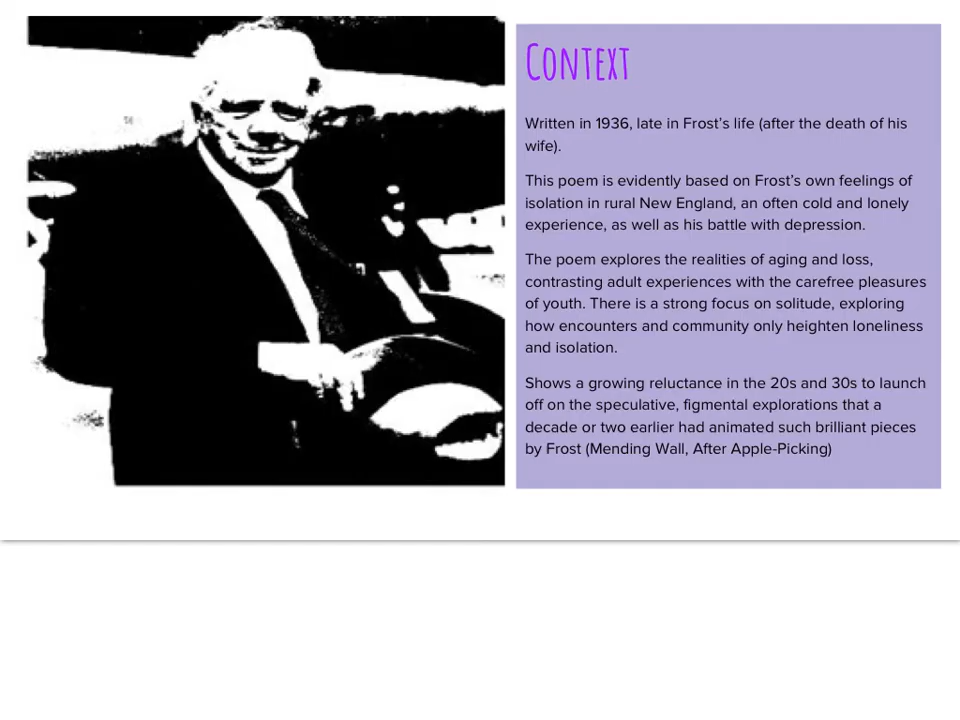 Context
Written in 1936, late in Frost's life (after the death of his
wife).
This poem is evidently based on Frost's own feelings of
isolation in rural New England, an often cold and lonely
experience, as well as his battle with depression.
The poem explores the realities of aging and loss,
contrasting adult experiences with the carefree pleasures
of youth. There is a strong focus on solitude, exploring
how encounters and community only heighten loneliness
and isolation.
Shows a growing reluctance in the 20s and 30s to launch
off on the speculative, figmental explorations that a
decade or two earlier had animated such brilliant pieces
by Frost (Mending Wall, After Apple-Picking)